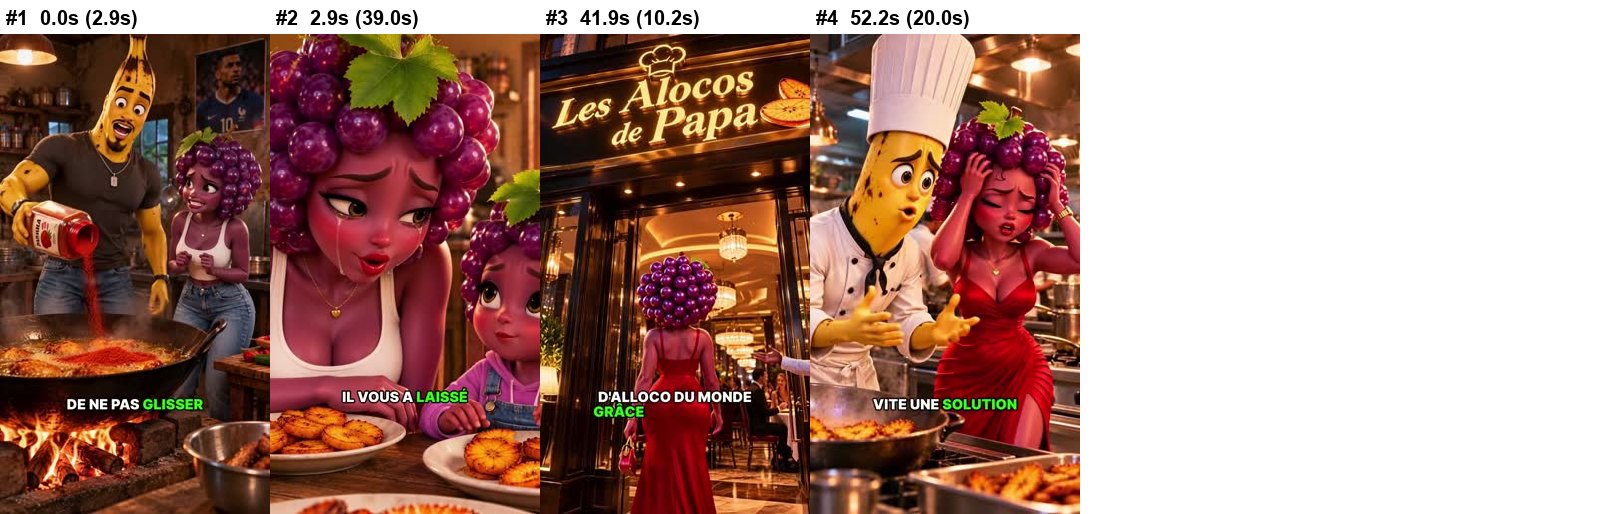 #1 0.0s (2.9s)
#2 2.9s (39.0s)
#3 41.9s (10.2s)
#4 52.2s (20.0s)
10
DE NE PAS GLISSER
IL VOUS A LAISSÉ
Les Alocos
de Papa
D'ALLOCO DU MONDE
GRÂCE
VITE UNE SOLUTION